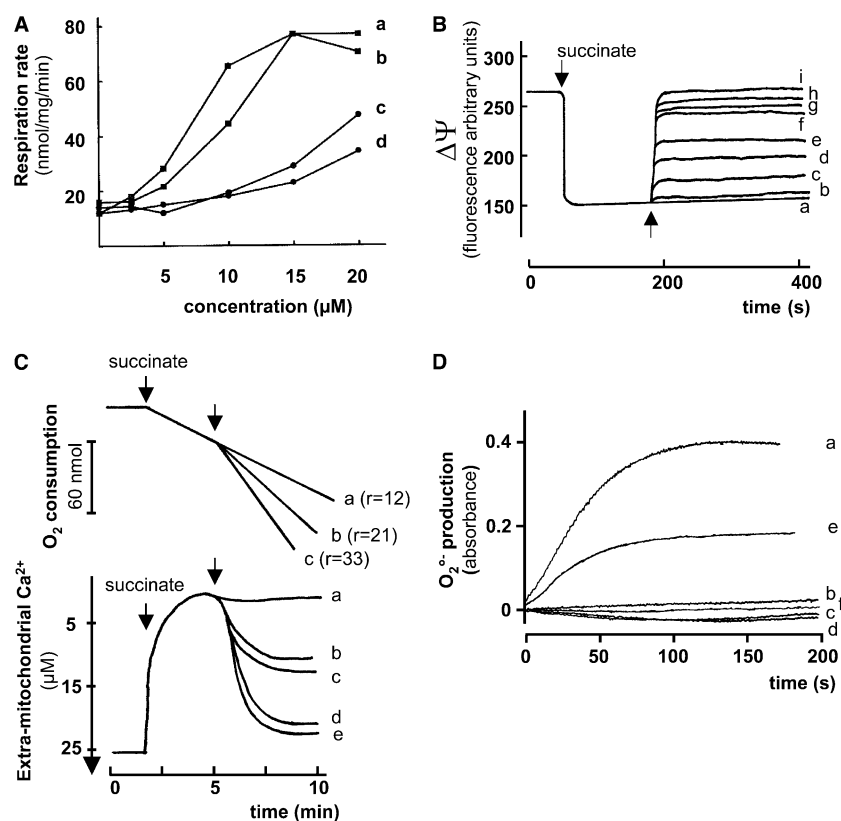 A
Respiration rate
(nmol/mg/min)
80
60
40
20
a
b
c
d
5 10 15 20
concentration (µM)
B
succinate
ΔΨ
(fluorescence arbitrary units)
300
250
200
150
i
h
g
f
e
d
c
b
a
0 200 400
time (s)
C
succinate
O2 consumption
60 nmol
a (r=12)
b (r=21)
c (r=33)
succinate
Extra-mitochondrial Ca2+
(µM)
5
15
25
a
b
c
d
e
0 5 10
time (min)
D
O2°- production
(absorbance)
0.4
0.2
0
a
e
b
f
c
d
0 50 100 150 200
time (s)